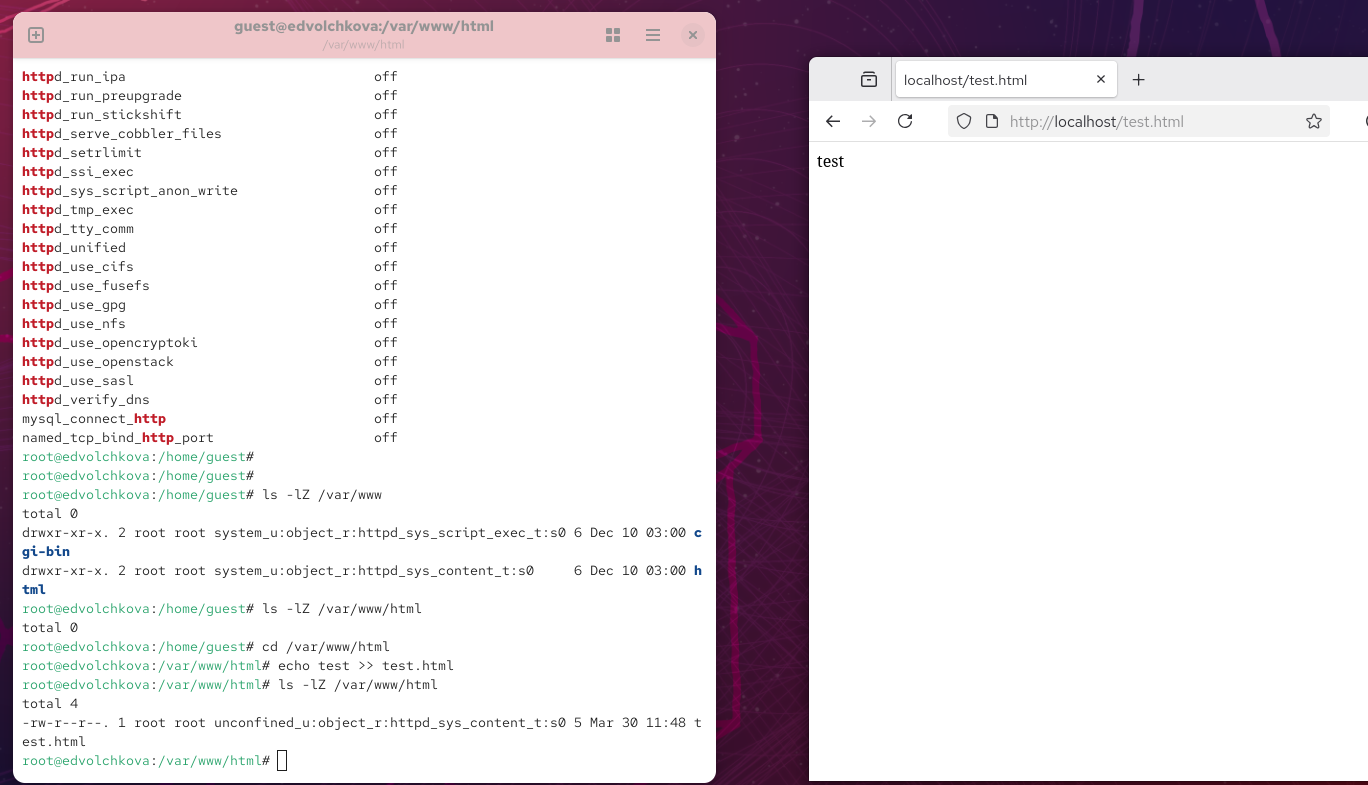 guest@edvolchkova:/var/www/html
/var/www/html
httpd_run_ipa off
httpd_run_preupgrade off
httpd_run_stickshift off
httpd_serve_cobbler_files off
httpd_setrlimit off
httpd_ssi_exec off
httpd_sys_script_anon_write off
httpd_tmp_exec off
httpd_tty_comm off
httpd_unified off
httpd_use_cifs off
httpd_use_fusefs off
httpd_use_gpg off
httpd_use_nfs off
httpd_use_opencryptoki off
httpd_use_openstack off
httpd_use_sasl off
httpd_verify_dns off
mysql_connect_http off
named_tcp_bind_http_port off
root@edvolchkova:/home/guest#
root@edvolchkova:/home/guest#
root@edvolchkova:/home/guest# ls -lZ /var/www
total 0
drwxr-xr-x. 2 root root system_u:object_r:httpd_sys_script_exec_t:s0 6 Dec 10 03:00 c
gi-bin
drwxr-xr-x. 2 root root system_u:object_r:httpd_sys_content_t:s0 6 Dec 10 03:00 h
tml
root@edvolchkova:/home/guest# ls -lZ /var/www/html
total 0
root@edvolchkova:/home/guest# cd /var/www/html
root@edvolchkova:/var/www/html# echo test >> test.html
root@edvolchkova:/var/www/html# ls -lZ /var/www/html
total 4
-rw-r--r--. 1 root root unconfined_u:object_r:httpd_sys_content_t:s0 5 Mar 30 11:48 t
est.html
root@edvolchkova:/var/www/html#
localhost/test.html
http://localhost/test.html
test